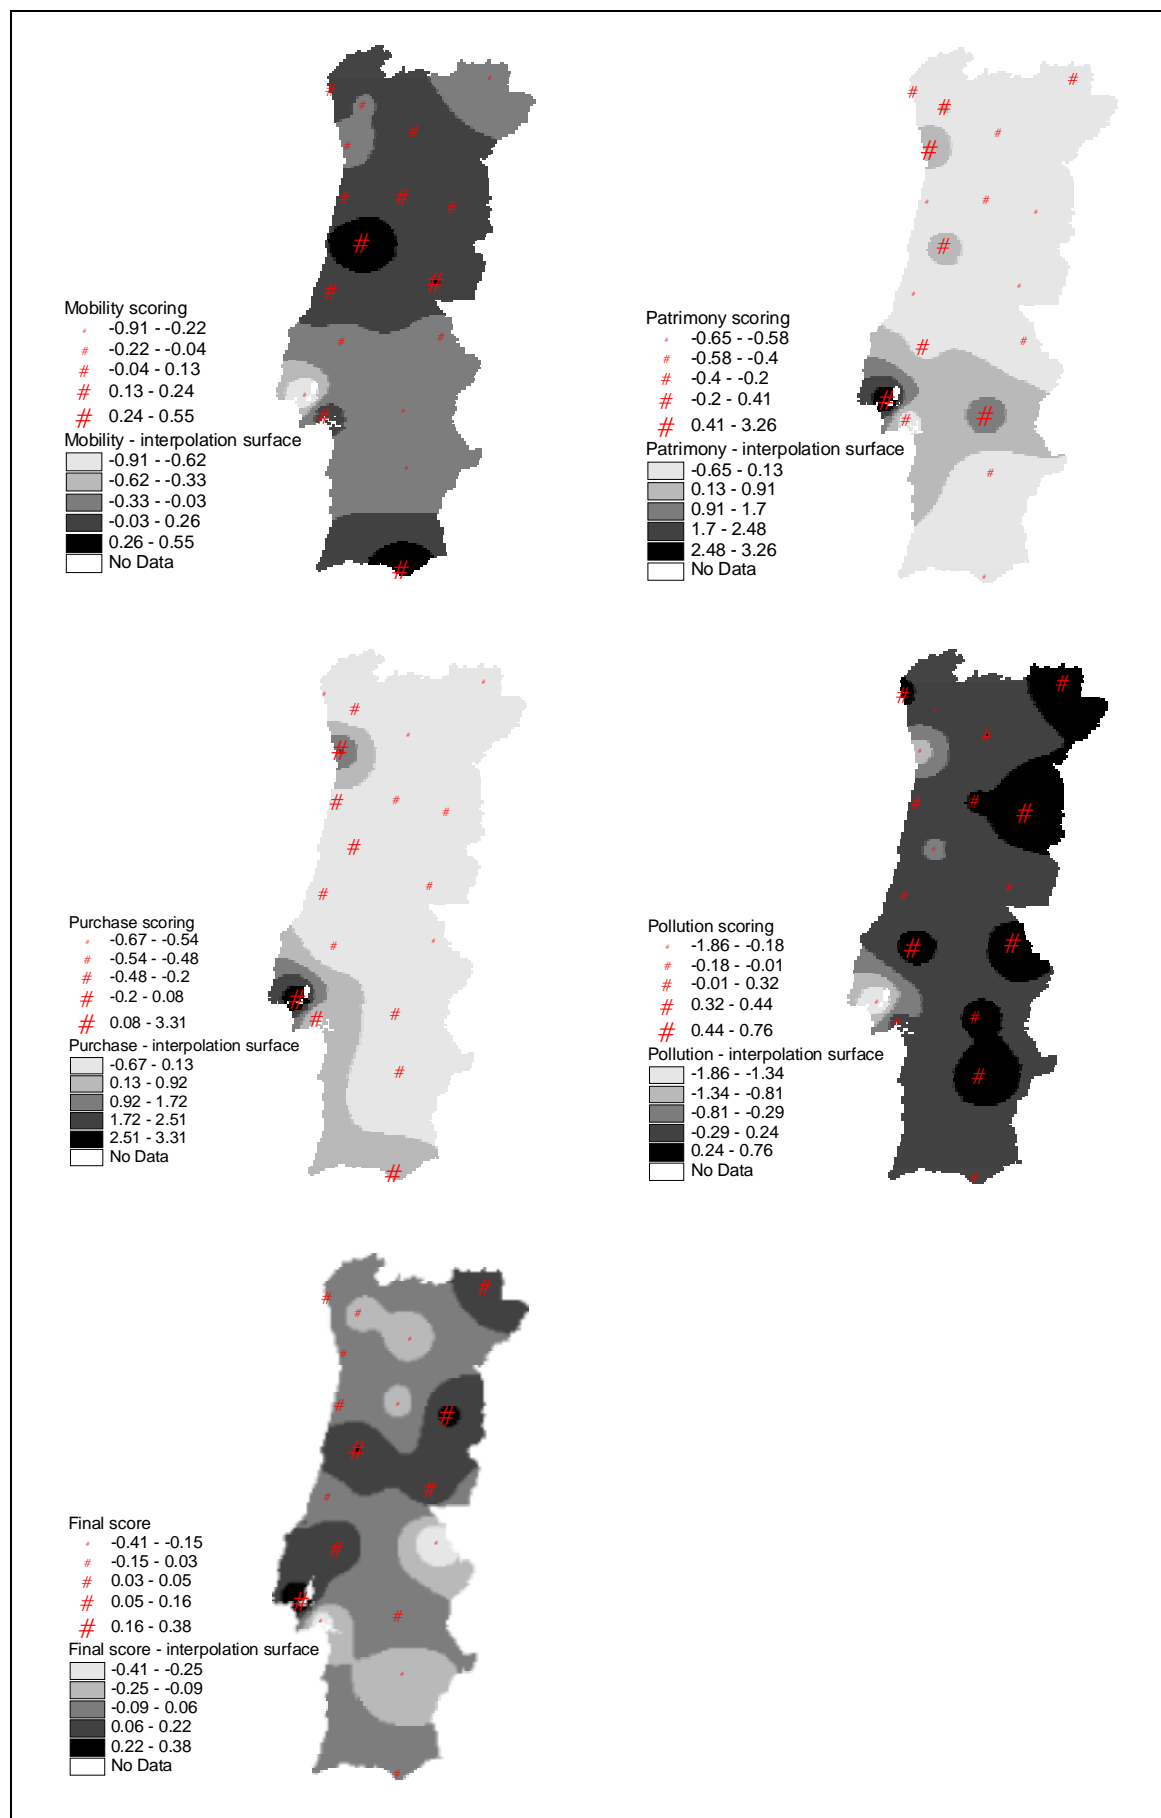 Mobility scoring
-0.91 - -0.22
-0.22 - -0.04
-0.04 - 0.13
0.13 - 0.24
0.24 - 0.55
Mobility - interpolation surface
-0.91 - -0.62
-0.62 - -0.33
-0.33 - -0.03
-0.03 - 0.26
0.26 - 0.55
No Data
Patrimony scoring
-0.65 - -0.58
-0.58 - -0.4
-0.4 - -0.2
-0.2 - 0.41
0.41 - 3.26
Patrimony - interpolation surface
-0.65 - 0.13
0.13 - 0.91
0.91 - 1.7
1.7 - 2.48
2.48 - 3.26
No Data
Purchase scoring
-0.67 - -0.54
-0.54 - -0.48
-0.48 - -0.2
-0.2 - 0.08
0.08 - 3.31
Purchase - interpolation surface
-0.67 - 0.13
0.13 - 0.92
0.92 - 1.72
1.72 - 2.51
2.51 - 3.31
No Data
Pollution scoring
-1.86 - -0.18
-0.18 - -0.01
-0.01 - 0.32
0.32 - 0.44
0.44 - 0.76
Pollution - interpolation surface
-1.86 - -1.34
-1.34 - -0.81
-0.81 - -0.29
-0.29 - 0.24
0.24 - 0.76
No Data
Final score
-0.41 - -0.15
-0.15 - 0.03
0.03 - 0.05
0.05 - 0.16
0.16 - 0.38
Final score - interpolation surface
-0.41 - -0.25
-0.25 - -0.09
-0.09 - 0.06
0.06 - 0.22
0.22 - 0.38
No Data